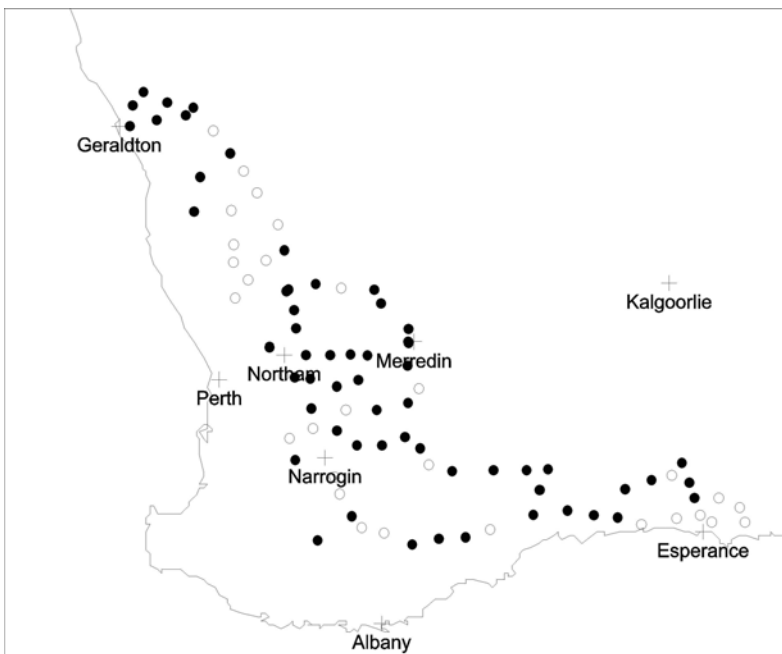 Geraldton
Kalgoorlie
Merredin
Northam
Perth
Narrogin
Esperance
Albany